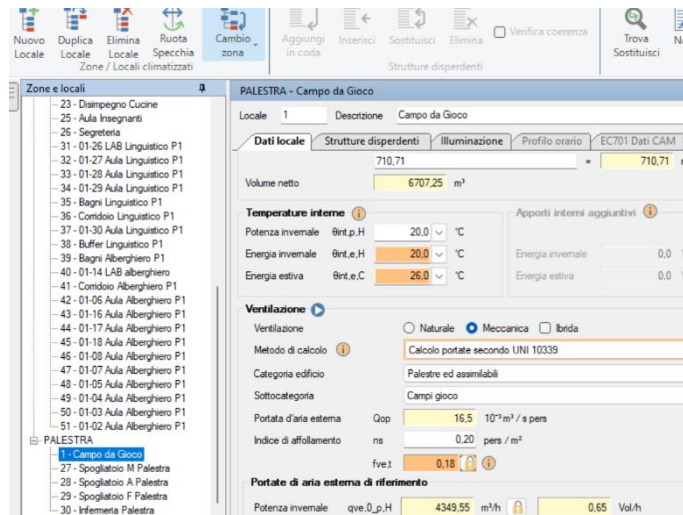 Nuovo Locale
Duplica Locale
Elimina Locale
Ruota Specchia
Cambio zona
Aggiungi in coda
Inserisci
Sostituisci
Elimina
Verifica coerenza
Trova Sostituisci
Zone / Locali climatizzati
Strutture disperdenti
Zone e locali
23 - Disimpegno Cucine
25 - Aula Insegnanti
26 - Segreteria
31 - 01-26 LAB Linguistico P1
32 - 01-27 Aula Linguistico P1
33 - 01-28 Aula Linguistico P1
34 - 01-29 Aula Linguistico P1
35 - Bagni Linguistico P1
36 - Corridoio Linguistico P1
37 - 01-30 Aula Linguistico P1
38 - Buffer Linguistico P1
39 - Bagni Alberghiero P1
40 - 01-14 LAB alberghiero
41 - Corridoio Alberghiero P1
42 - 01-06 Aula Alberghiero P1
43 - 01-16 Aula Alberghiero P1
44 - 01-17 Aula Alberghiero P1
45 - 01-18 Aula Alberghiero P1
46 - 01-08 Aula Alberghiero P1
47 - 01-07 Aula Alberghiero P1
48 - 01-05 Aula Alberghiero P1
49 - 01-04 Aula Alberghiero P1
50 - 01-03 Aula Alberghiero P1
51 - 01-02 Aula Alberghiero P1
PALESTRA
1 - Campo da Gioco
27 - Spogliatoio M Palestra
28 - Spogliatoio A Palestra
29 - Spogliatoio F Palestra
30 - Infermeria Palestra
PALESTRA - Campo da Gioco
Locale 1 Descrizione Campo da Gioco
Dati locale Strutture disperdenti Illuminazione Profilo orario EC701 Dati CAM
710,71 = 710,71
Volume netto 6707,25 m³
Temperature interne Apporti interni aggiuntivi
Potenza invernale θint,p,H 20,0 °C
Energia invernale θint,e,H 20,0 °C Energia invernale 0,0
Energia estiva θint,e,C 26,0 °C Energia estiva 0,0
Ventilazione
Ventilazione Naturale Meccanica Ibrida
Metodo di calcolo Calcolo portate secondo UNI 10339
Categoria edificio Palestre ed assimilabili
Sottocategoria Campi gioco
Portata d'aria esterna Qop 16,5 10⁻³ m³ / s pers
Indice di affollamento ns 0,20 pers / m²
fve,t 0,18
Portate di aria esterna di riferimento
Potenza invernale qve,0_p,H 4349,55 m³/h 0,65 Vol/h